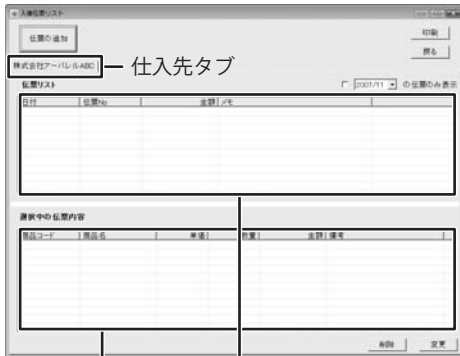 入庫伝票リスト
伝票の追加
印刷
戻る
株式会社アーパレルABC
仕入先タブ
伝票リスト
2007/11 の伝票のみ表示
日付 伝票No 金額 メモ
選択中の伝票内容
商品コード 商品名 単価 数量 金額 備考
削除 変更